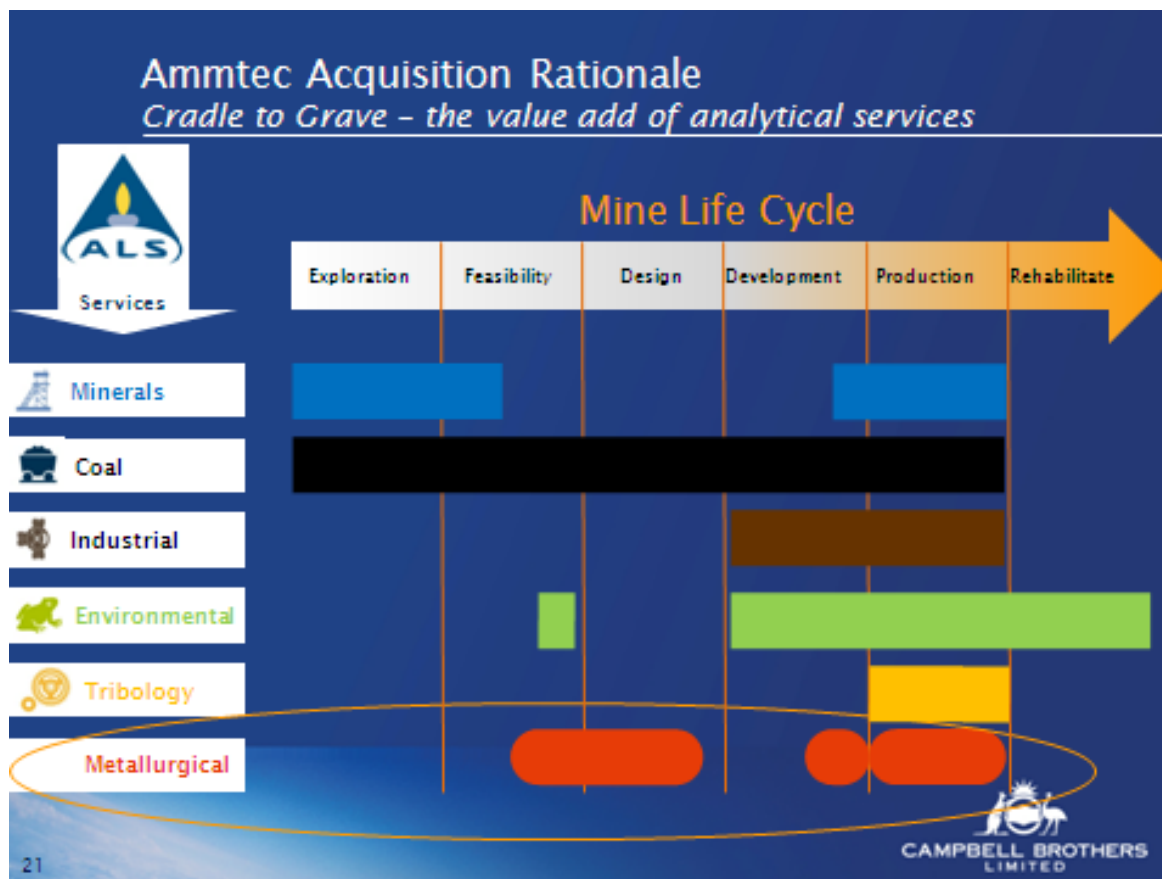 Ammtec Acquisition Rationale
Cradle to Grave – the value add of analytical services
ALS
Services
Mine Life Cycle
Exploration
Feasibility
Design
Development
Production
Rehabilitate
Minerals
Coal
Industrial
Environmental
Tribology
Metallurgical
21
CAMPBELL BROTHERS
LIMITED